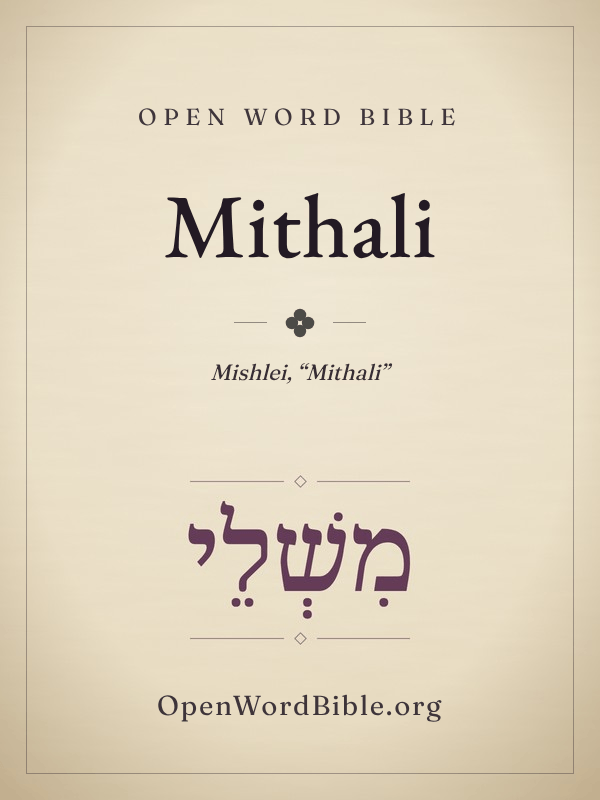 OPEN WORD BIBLE
Mithali
Mishlei, “Mithali”
מִשְׁלֵי
OpenWordBible.org